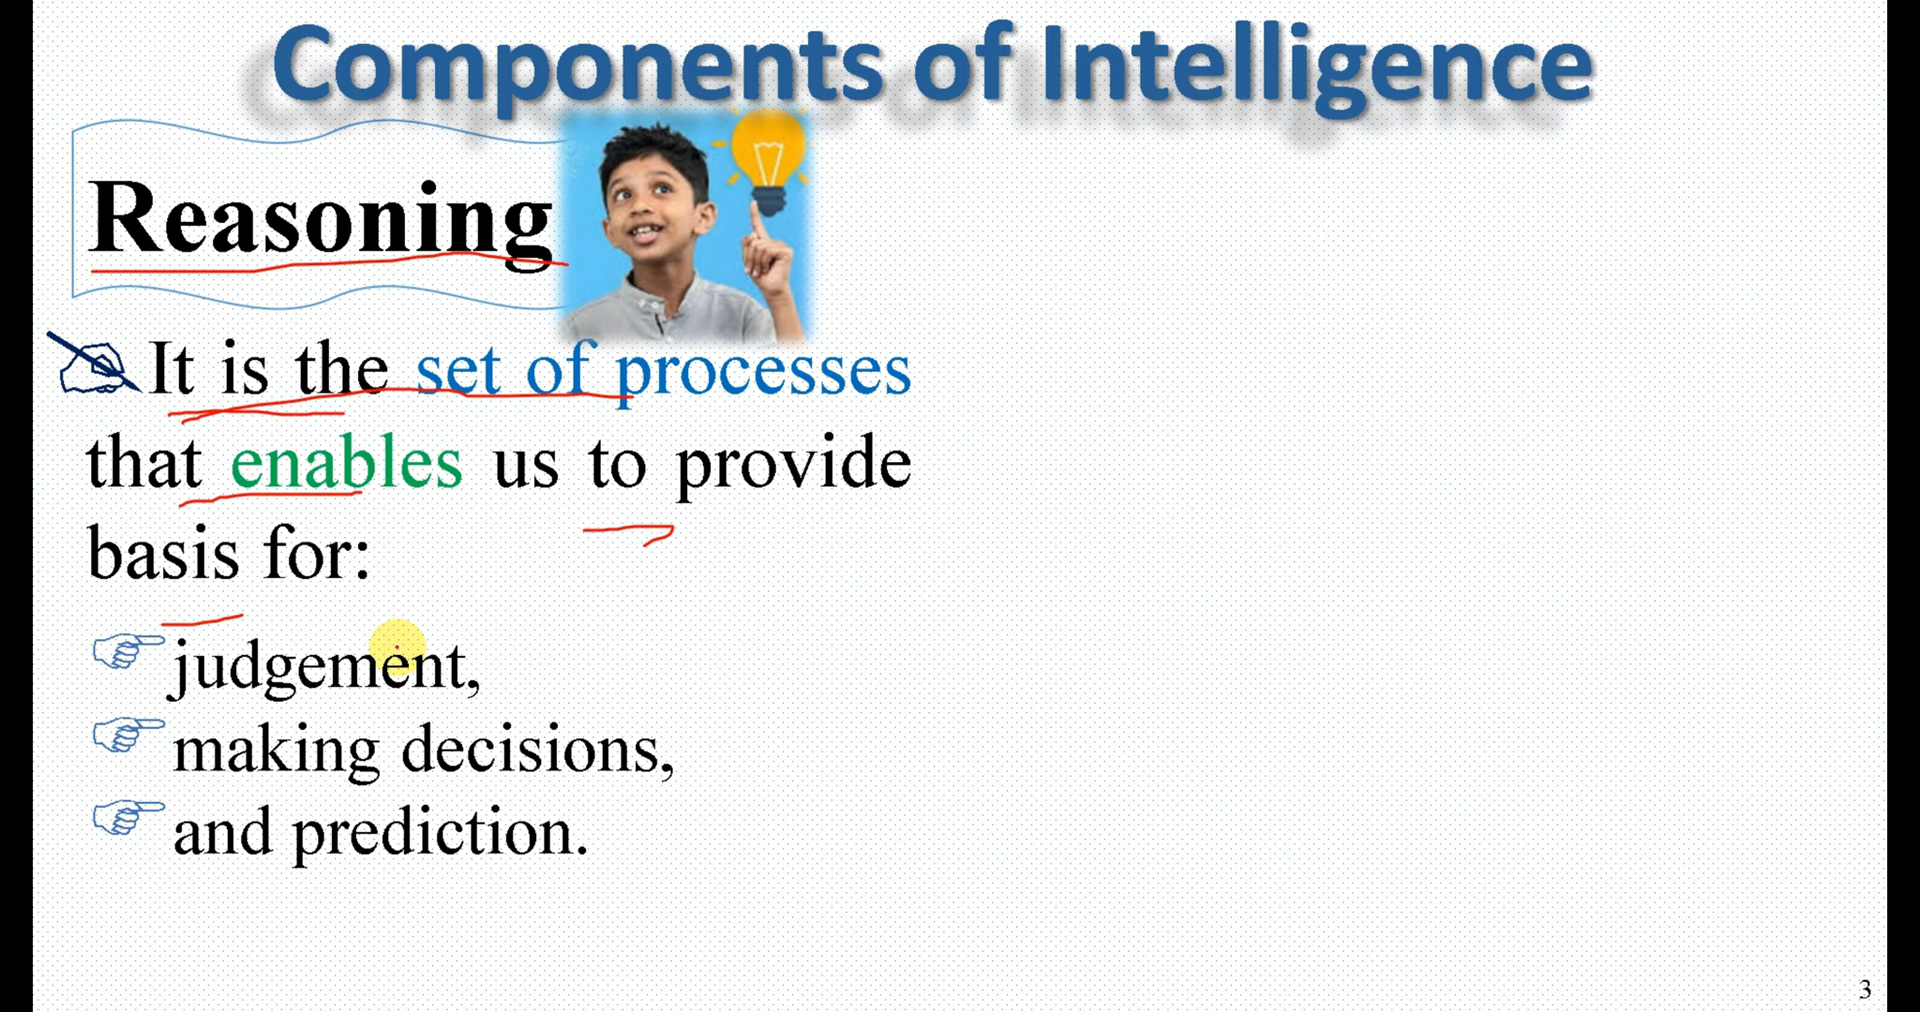 Components of Intelligence
Reasoning
It is the set of processes
that enables us to provide
basis for:
judgement,
making decisions,
and prediction.
3